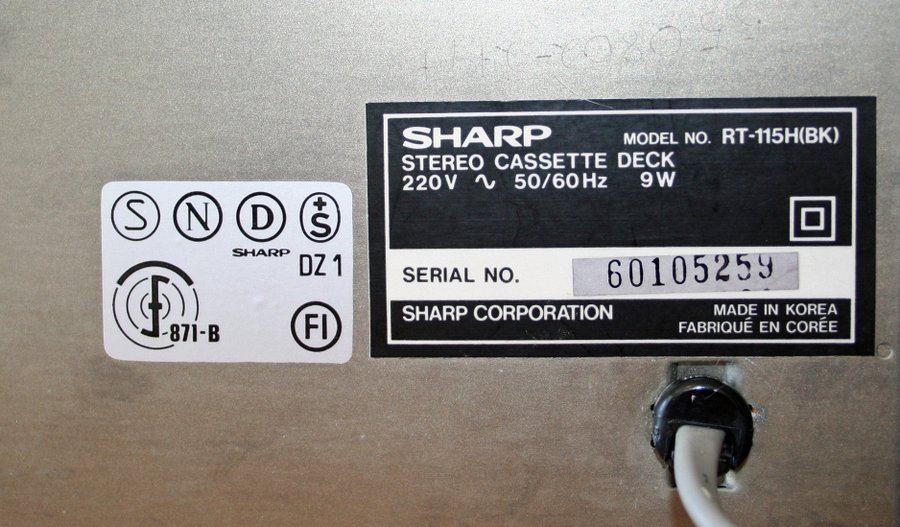 SHARP MODEL NO. RT-115H(BK)
STEREO CASSETTE DECK
220V ∿ 50/60Hz 9W
SERIAL NO. 60105259
SHARP CORPORATION MADE IN KOREA
FABRIQUÉ EN CORÉE
S N D +S
SHARP
DZ 1
871-B
FI